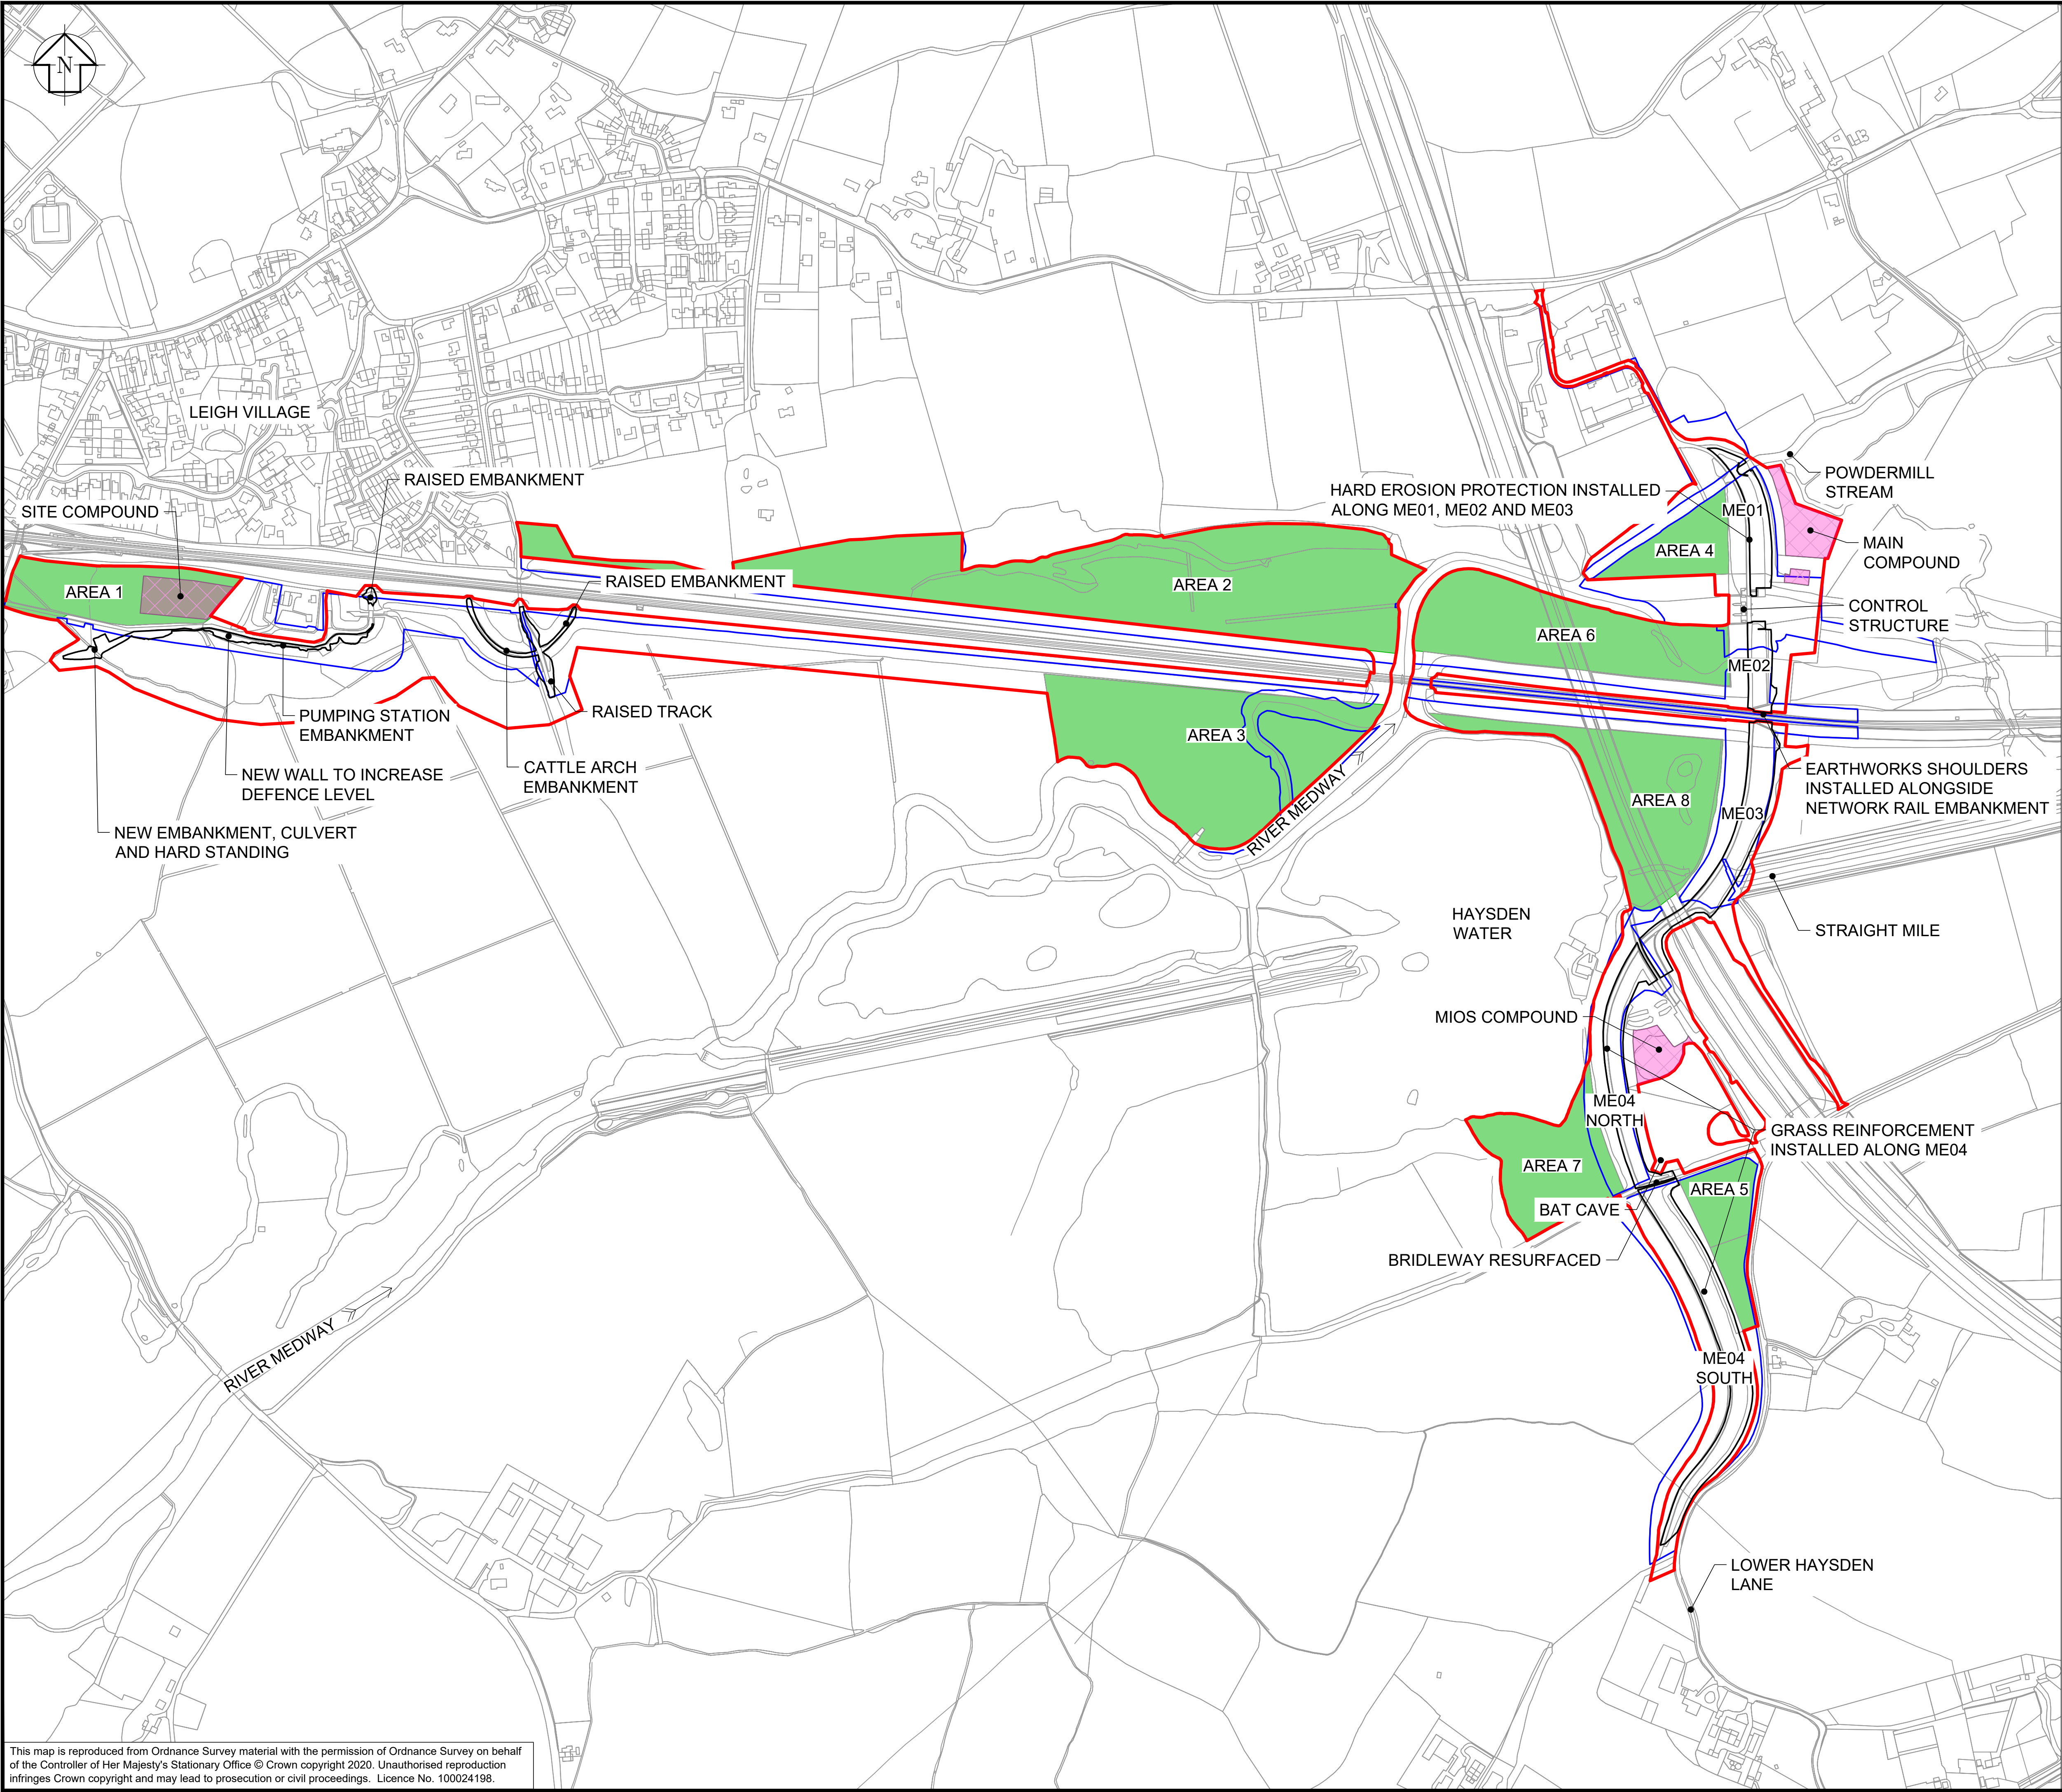 N
LEIGH VILLAGE
RAISED EMBANKMENT
SITE COMPOUND
HARD EROSION PROTECTION INSTALLED
ALONG ME01, ME02 AND ME03
POWDERMILL
STREAM
ME01
MAIN
COMPOUND
AREA 4
RAISED EMBANKMENT
AREA 2
AREA 1
CONTROL
STRUCTURE
AREA 6
ME02
RAISED TRACK
PUMPING STATION
EMBANKMENT
AREA 3
CATTLE ARCH
EMBANKMENT
NEW WALL TO INCREASE
DEFENCE LEVEL
EARTHWORKS SHOULDERS
INSTALLED ALONGSIDE
NETWORK RAIL EMBANKMENT
AREA 8
ME03
RIVER MEDWAY
NEW EMBANKMENT, CULVERT
AND HARD STANDING
HAYSDEN
WATER
STRAIGHT MILE
MIOS COMPOUND
ME04
NORTH
GRASS REINFORCEMENT
INSTALLED ALONG ME04
AREA 7
AREA 5
BAT CAVE
BRIDLEWAY RESURFACED
RIVER MEDWAY
ME04
SOUTH
LOWER HAYSDEN
LANE
This map is reproduced from Ordnance Survey material with the permission of Ordnance Survey on behalf
of the Controller of Her Majesty's Stationary Office © Crown copyright 2020. Unauthorised reproduction
infringes Crown copyright and may lead to prosecution or civil proceedings. Licence No. 100024198.